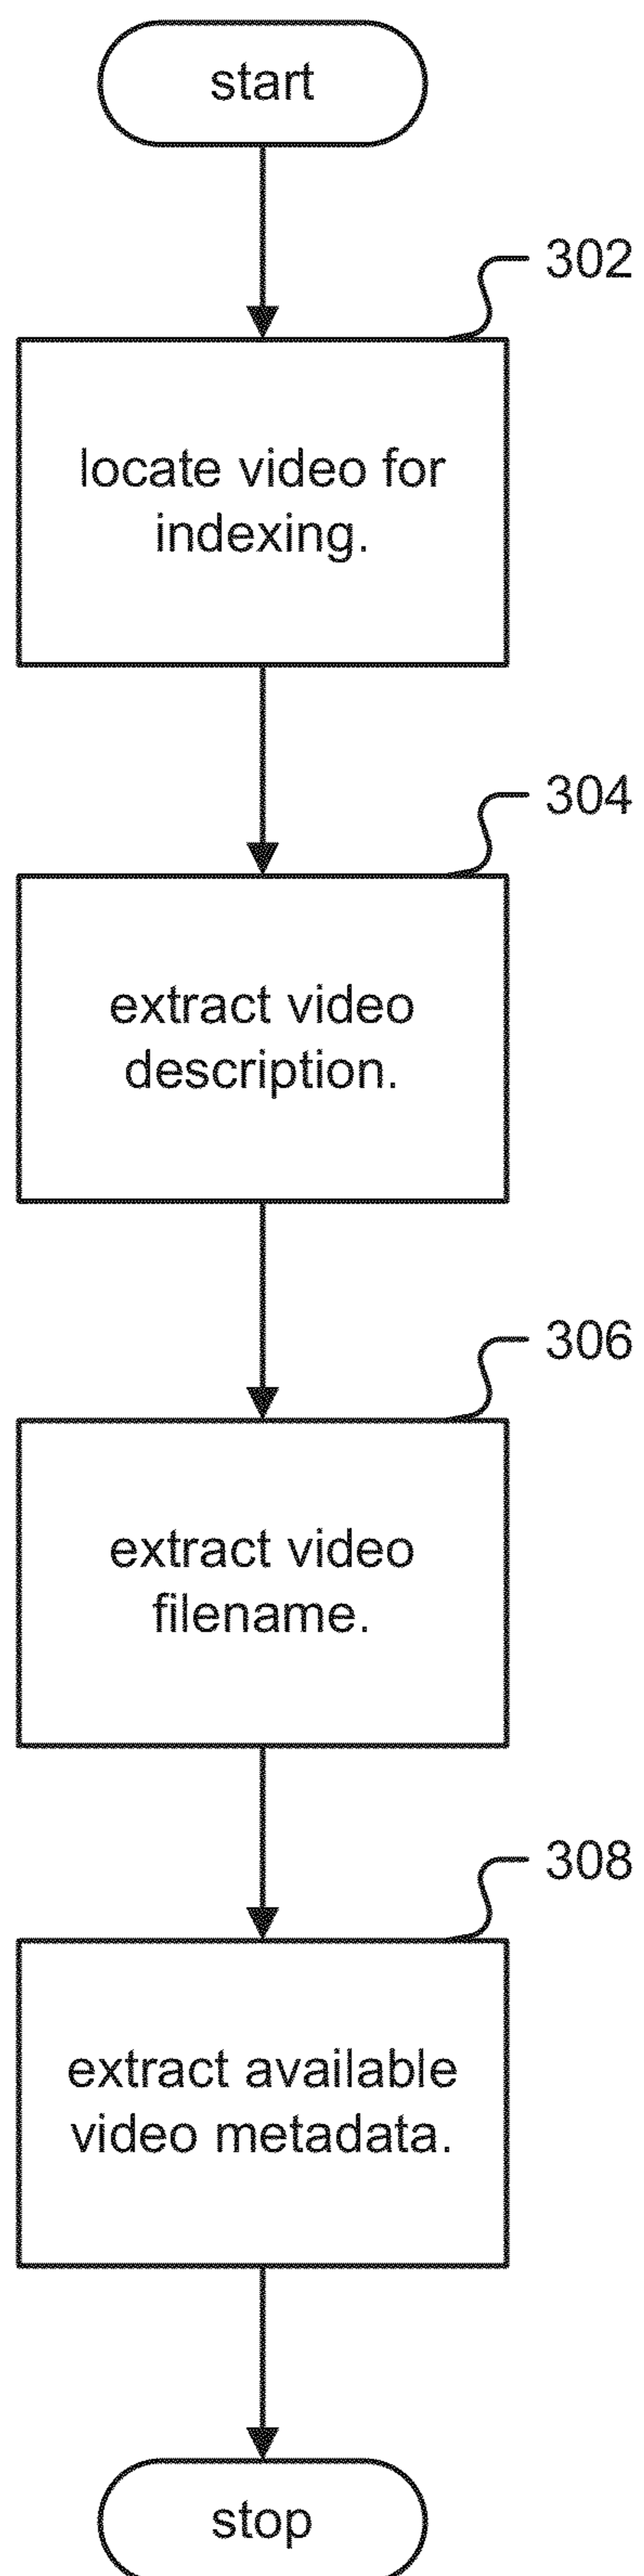 start
302
locate video for
indexing.
304
extract video
description.
306
extract video
filename.
308
extract available
video metadata.
stop